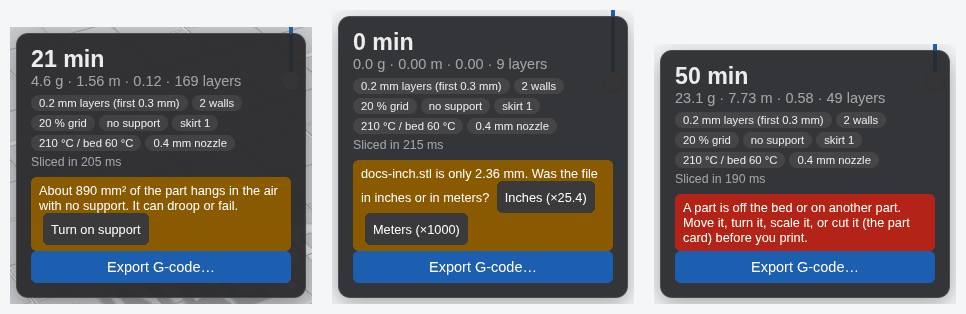 21 min
4.6 g · 1.56 m · 0.12 · 169 layers
0.2 mm layers (first 0.3 mm) 2 walls
20 % grid no support skirt 1
210 °C / bed 60 °C 0.4 mm nozzle
Sliced in 205 ms
About 890 mm² of the part hangs in the air
with no support. It can droop or fail.
Turn on support
Export G-code…
0 min
0.0 g · 0.00 m · 0.00 · 9 layers
0.2 mm layers (first 0.3 mm) 2 walls
20 % grid no support skirt 1
210 °C / bed 60 °C 0.4 mm nozzle
Sliced in 215 ms
docs-inch.stl is only 2.36 mm. Was the file
in inches or in meters? Inches (×25.4)
Meters (×1000)
Export G-code…
50 min
23.1 g · 7.73 m · 0.58 · 49 layers
0.2 mm layers (first 0.3 mm) 2 walls
20 % grid no support skirt 1
210 °C / bed 60 °C 0.4 mm nozzle
Sliced in 190 ms
A part is off the bed or on another part.
Move it, turn it, scale it, or cut it (the part
card) before you print.
Export G-code…